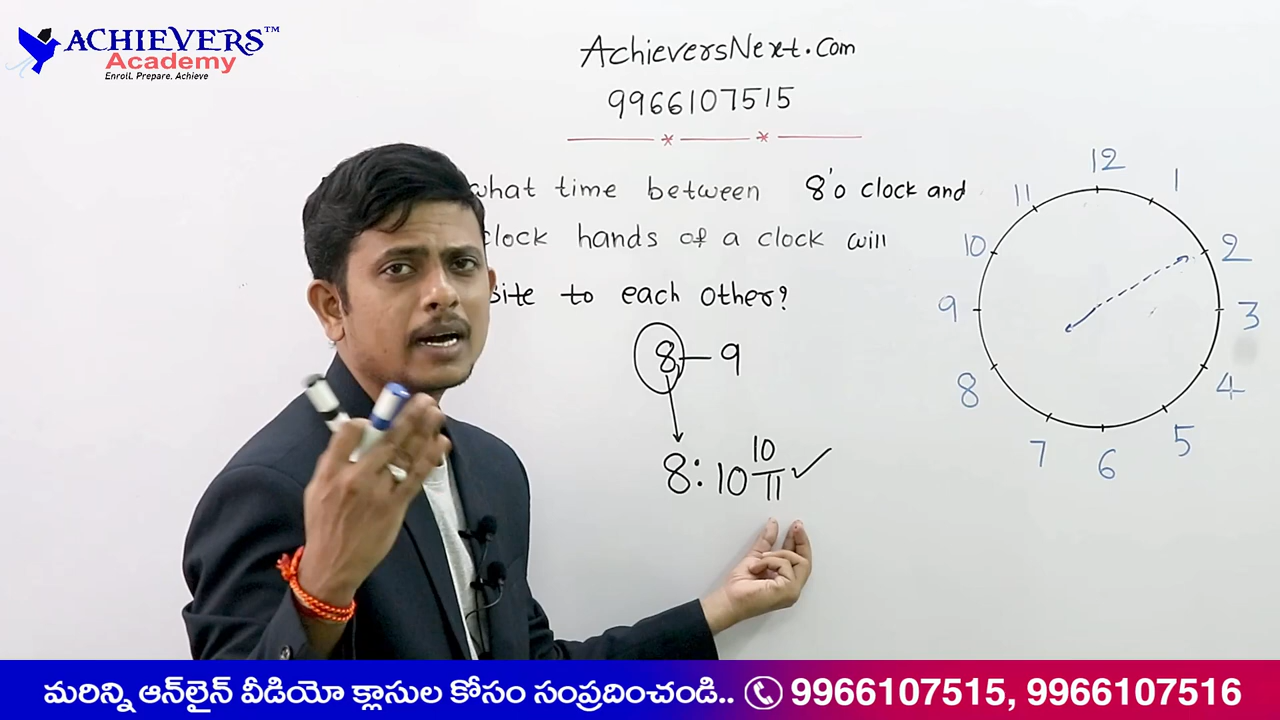 ACHIEVERS™
Academy
Enroll. Prepare. Achieve
AchieversNext.com
9966107515
what time between 8'o clock and
clock hands of a clock will
site to each other?
8 — 9
8:10 10/11 ✓
12
1
2
3
4
5
6
7
8
9
10
11
మరిన్ని ఆన్‌లైన్ వీడియో క్లాసుల కోసం సంప్రదించండి.. 9966107515, 9966107516